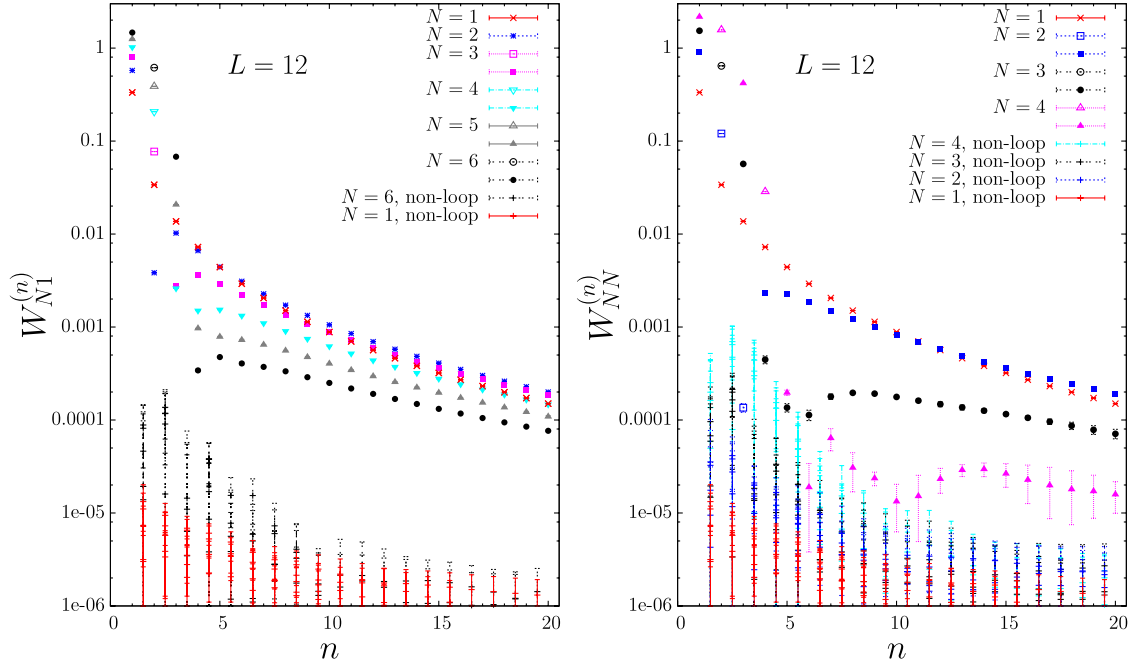 L = 12
N = 1
N = 2
N = 3
N = 4
N = 5
N = 6
N = 6, non-loop
N = 1, non-loop
1
0.1
0.01
0.001
0.0001
1e-05
1e-06
W_{N1}^{(n)}
0 5 10 15 20
n
L = 12
N = 1
N = 2
N = 3
N = 4
N = 4, non-loop
N = 3, non-loop
N = 2, non-loop
N = 1, non-loop
1
0.1
0.01
0.001
0.0001
1e-05
1e-06
W_{NN}^{(n)}
0 5 10 15 20
n